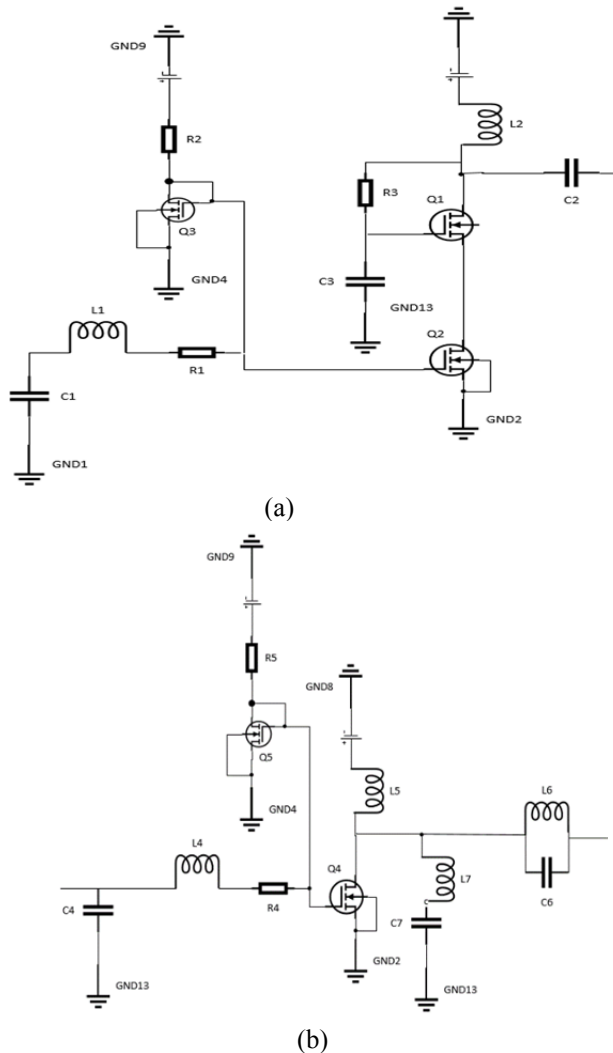 GND9
R2
L2
R3
Q1
C2
Q3
GND4
C3
GND13
L1
Q2
R1
C1
GND2
GND1
(a)
GND9
R5
GND8
Q5
L5
L6
GND4
L4
Q4
L7
C6
R4
C4
C7
GND2
GND13
GND13
(b)